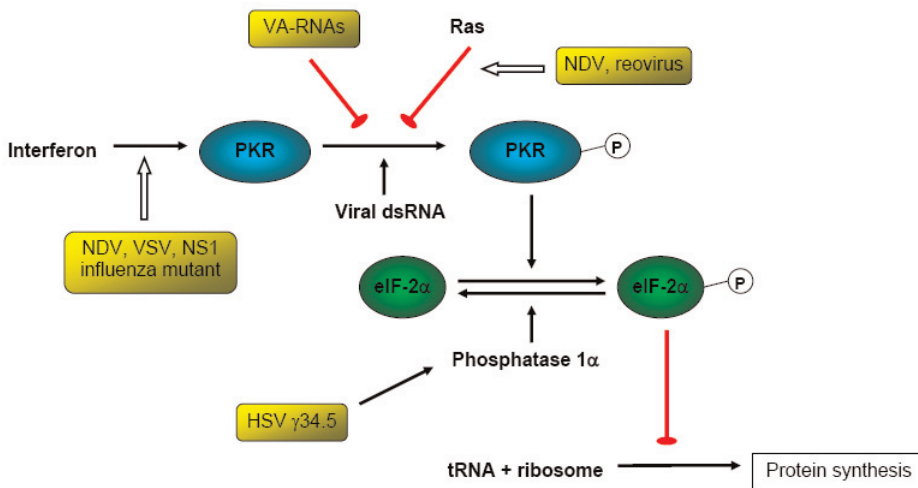 VA-RNAs
Ras
NDV, reovirus
Interferon
PKR
PKR
P
Viral dsRNA
NDV, VSV, NS1
influenza mutant
eIF-2α
eIF-2α
P
Phosphatase 1α
HSV γ34.5
tRNA + ribosome
Protein synthesis